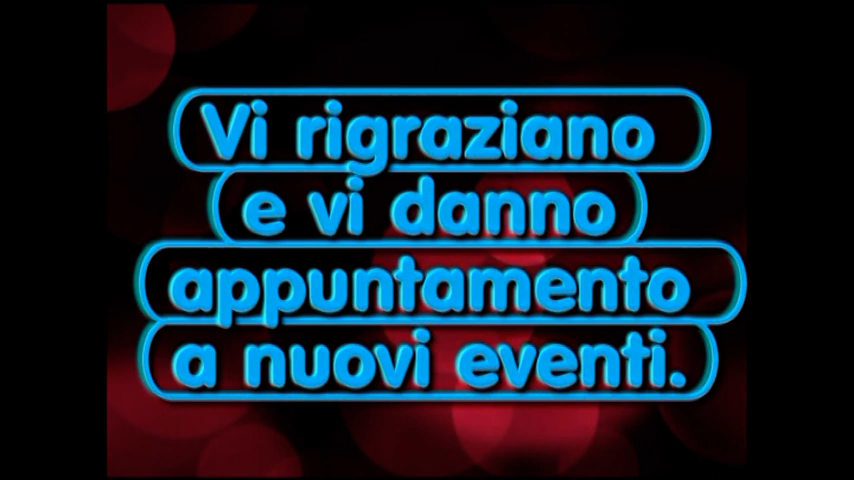 Vi rigraziano
e vi danno
appuntamento
a nuovi eventi.